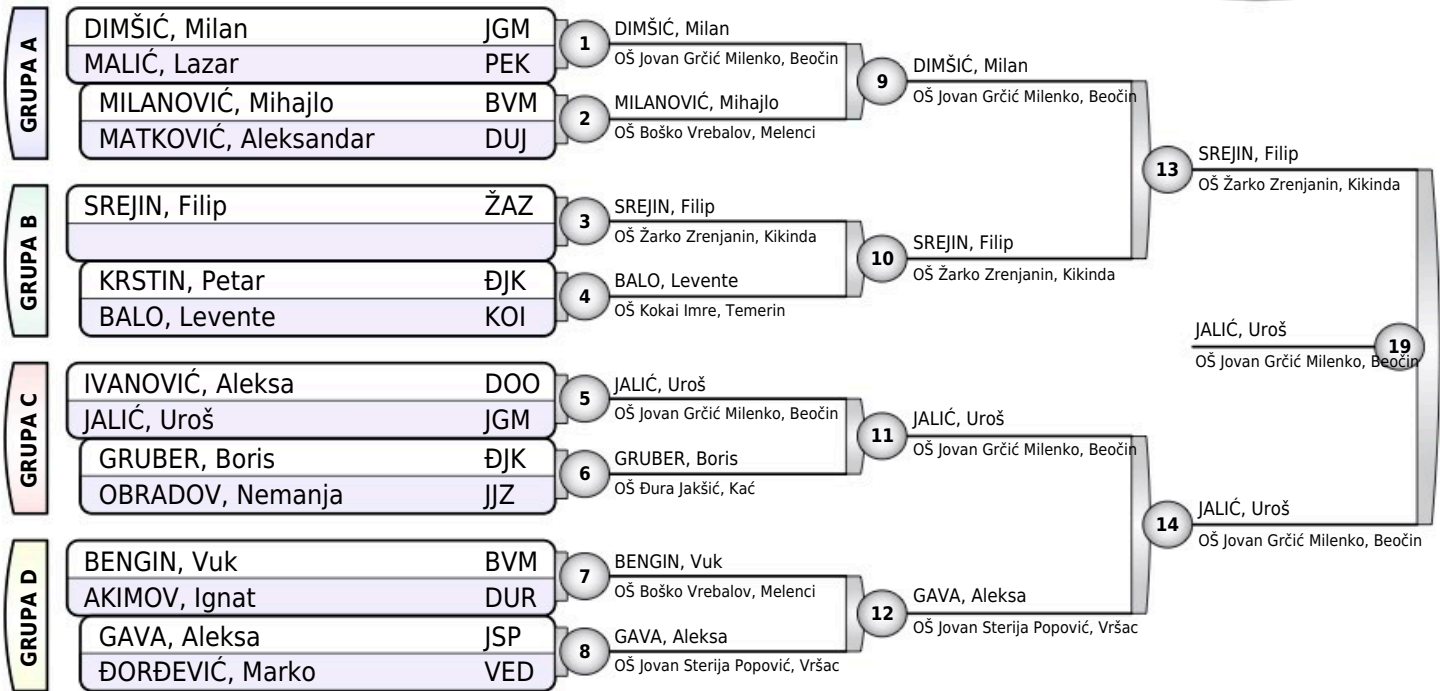 GRUPA A
DIMŠIĆ, Milan JGM
MALIĆ, Lazar PEK
MILANOVIĆ, Mihajlo BVM
MATKOVIĆ, Aleksandar DUJ
GRUPA B
SREJIN, Filip ŽAZ
KRSTIN, Petar ĐJK
BALO, Levente KOI
GRUPA C
IVANOVIĆ, Aleksa DOO
JALIĆ, Uroš JGM
GRUBER, Boris ĐJK
OBRADOV, Nemanja JJZ
GRUPA D
BENGIN, Vuk BVM
AKIMOV, Ignat DUR
GAVA, Aleksa JSP
ĐORĐEVIĆ, Marko VED
1
DIMŠIĆ, Milan
OŠ Jovan Grčić Milenko, Beočin
2
MILANOVIĆ, Mihajlo
OŠ Boško Vrebalov, Melenci
3
SREJIN, Filip
OŠ Žarko Zrenjanin, Kikinda
4
BALO, Levente
OŠ Kokai Imre, Temerin
5
JALIĆ, Uroš
OŠ Jovan Grčić Milenko, Beočin
6
GRUBER, Boris
OŠ Đura Jakšić, Kać
7
BENGIN, Vuk
OŠ Boško Vrebalov, Melenci
8
GAVA, Aleksa
OŠ Jovan Sterija Popović, Vršac
9
DIMŠIĆ, Milan
OŠ Jovan Grčić Milenko, Beočin
10
SREJIN, Filip
OŠ Žarko Zrenjanin, Kikinda
11
JALIĆ, Uroš
OŠ Jovan Grčić Milenko, Beočin
12
GAVA, Aleksa
OŠ Jovan Sterija Popović, Vršac
13
SREJIN, Filip
OŠ Žarko Zrenjanin, Kikinda
14
JALIĆ, Uroš
OŠ Jovan Grčić Milenko, Beočin
19
JALIĆ, Uroš
OŠ Jovan Grčić Milenko, Beočin